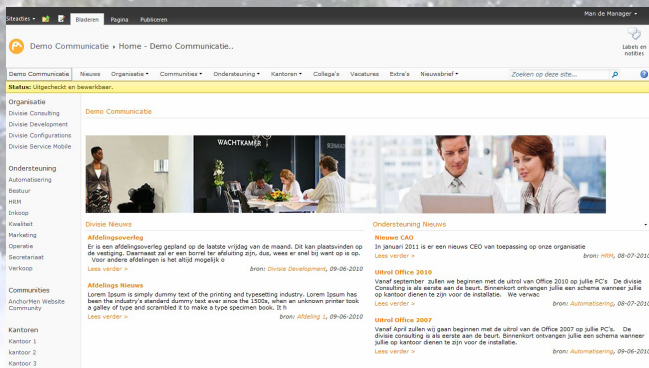 Siteacties
Bladeren
Pagina
Publiceren
Man de Manager
Demo Communicatie
Home - Demo Communicatie..
Labels en
notities
Demo Communicatie
Nieuws
Organisatie
Communities
Ondersteuning
Kantoren
Collega's
Vacatures
Extra's
Nieuwsbrief
Zoeken op deze site...
Status: Uitgecheckt en bewerkbaar.
Organisatie
Divisie Consulting
Divisie Development
Divisie Configurations
Divisie Service Mobile
Ondersteuning
Automatisering
Bestuur
HRM
Inkoop
Kwaliteit
Marketing
Operatie
Secretariaat
Verkoop
Communities
AnchorMen Website
Community
Kantoren
Kantoor 1
kantoor 2
Kantoor 3
Demo Communicatie
WACHTKAMER
Divisie Nieuws
Afdelingsoverleg
Er is een afdelingsoverleg gepland op de laatste vrijdag van de maand. Dit kan plaatsvinden op
de vestiging. Daarnaast zal er een borrel ter afsluiting zijn, dus, wees er snel bij want op is op.
Voor andere afdelingen is het altijd mogelijk o
Lees verder >
bron: Divisie Development, 09-06-2010
Afdelings Nieuws
Lorem Ipsum is simply dummy text of the printing and typesetting industry. Lorem Ipsum has
been the industry's standard dummy text ever since the 1500s, when an unknown printer took
a galley of type and scrambled it to make a type specimen book. It h
Lees verder >
bron: Afdeling 1, 09-06-2010
Ondersteuning Nieuws
Nieuwe CAO
In januari 2011 is er een nieuws CEO van toepassing op onze organisatie
Lees verder >
bron: HRM, 08-07-2010
Uitrol Office 2010
Vanaf september zullen we beginnen met de uitrol van Office 2010 op jullie PC's De divisie
Consulting is als eerste aan de beurt. Binnenkort ontvangen jullie een schema wanneer jullie
op kantoor dienen te zijn voor de installatie. We verwac
Lees verder >
bron: Automatisering, 08-07-2010
Uitrol Office 2007
Vanaf April zullen wij gaan beginnen met de uitrol van de Office 2007 op jullie PC's. De
divisie consulting is als eerste aan de beurt. Binnenkort ontvangen jullie een schema wanneer
jullie op kantoor dienen te zijn voor de installatie.
Lees verder >
bron: Automatisering, 09-06-2010